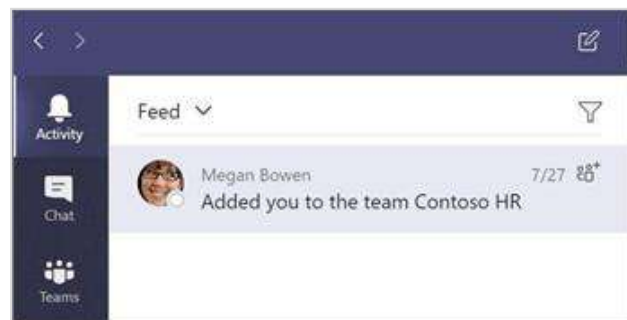 Activity
Feed
Megan Bowen 7/27
Added you to the team Contoso HR
Chat
Teams